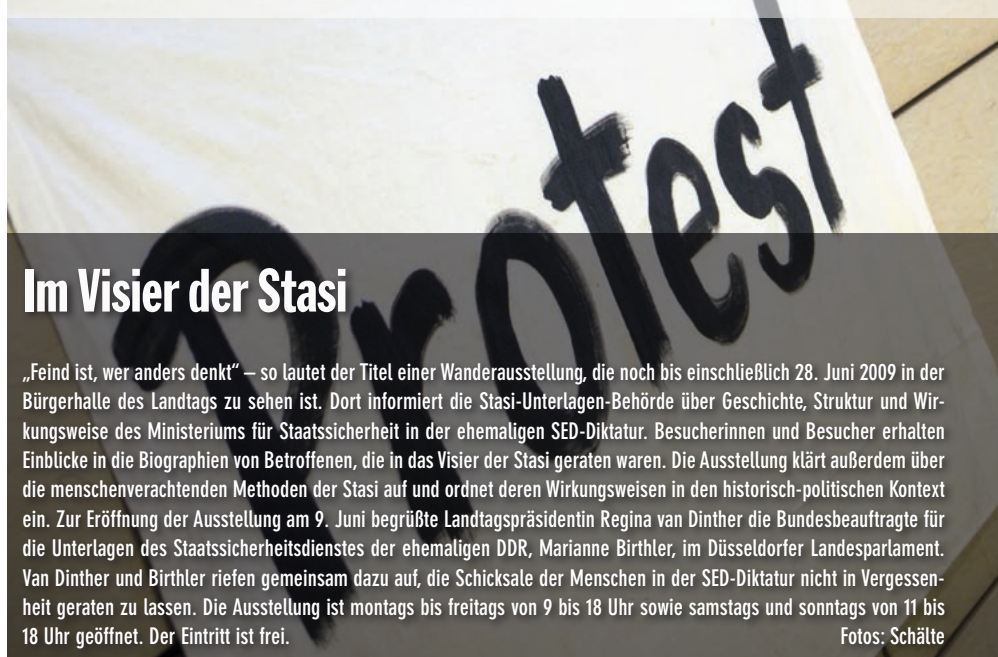 Protest
Im Visier der Stasi
„Feind ist, wer anders denkt“ – so lautet der Titel einer Wanderausstellung, die noch bis einschließlich 28. Juni 2009 in der
Bürgerhalle des Landtags zu sehen ist. Dort informiert die Stasi-Unterlagen-Behörde über Geschichte, Struktur und Wir-
kungsweise des Ministeriums für Staatssicherheit in der ehemaligen SED-Diktatur. Besucherinnen und Besucher erhalten
Einblicke in die Biographien von Betroffenen, die in das Visier der Stasi geraten waren. Die Ausstellung klärt außerdem über
die menschenverachtenden Methoden der Stasi auf und ordnet deren Wirkungsweisen in den historisch-politischen Kontext
ein. Zur Eröffnung der Ausstellung am 9. Juni begrüßte Landtagspräsidentin Regina van Dinther die Bundesbeauftragte für
die Unterlagen des Staatssicherheitsdienstes der ehemaligen DDR, Marianne Birthler, im Düsseldorfer Landesparlament.
Van Dinther und Birthler riefen gemeinsam dazu auf, die Schicksale der Menschen in der SED-Diktatur nicht in Vergessen-
heit geraten zu lassen. Die Ausstellung ist montags bis freitags von 9 bis 18 Uhr sowie samstags und sonntags von 11 bis
18 Uhr geöffnet. Der Eintritt ist frei. Fotos: Schälte